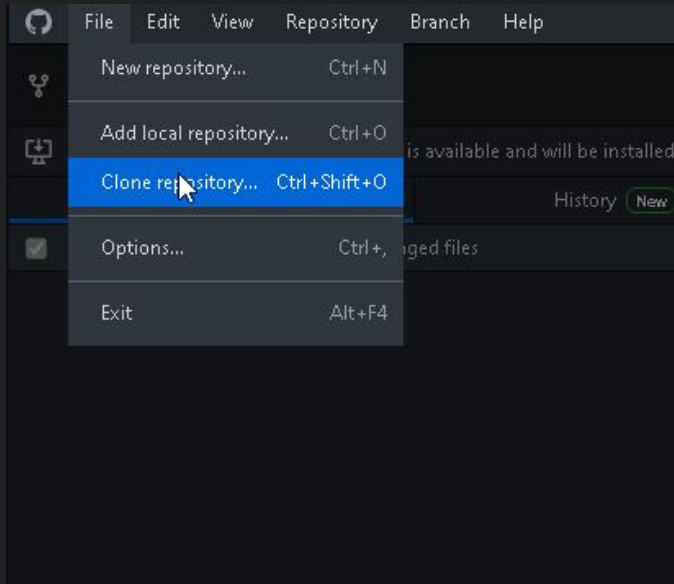 File Edit View Repository Branch Help
New repository... Ctrl+N
Add local repository... Ctrl+O
is available and will be installed
Clone repository... Ctrl+Shift+O
History New
Options... Ctrl+,
ged files
Exit Alt+F4